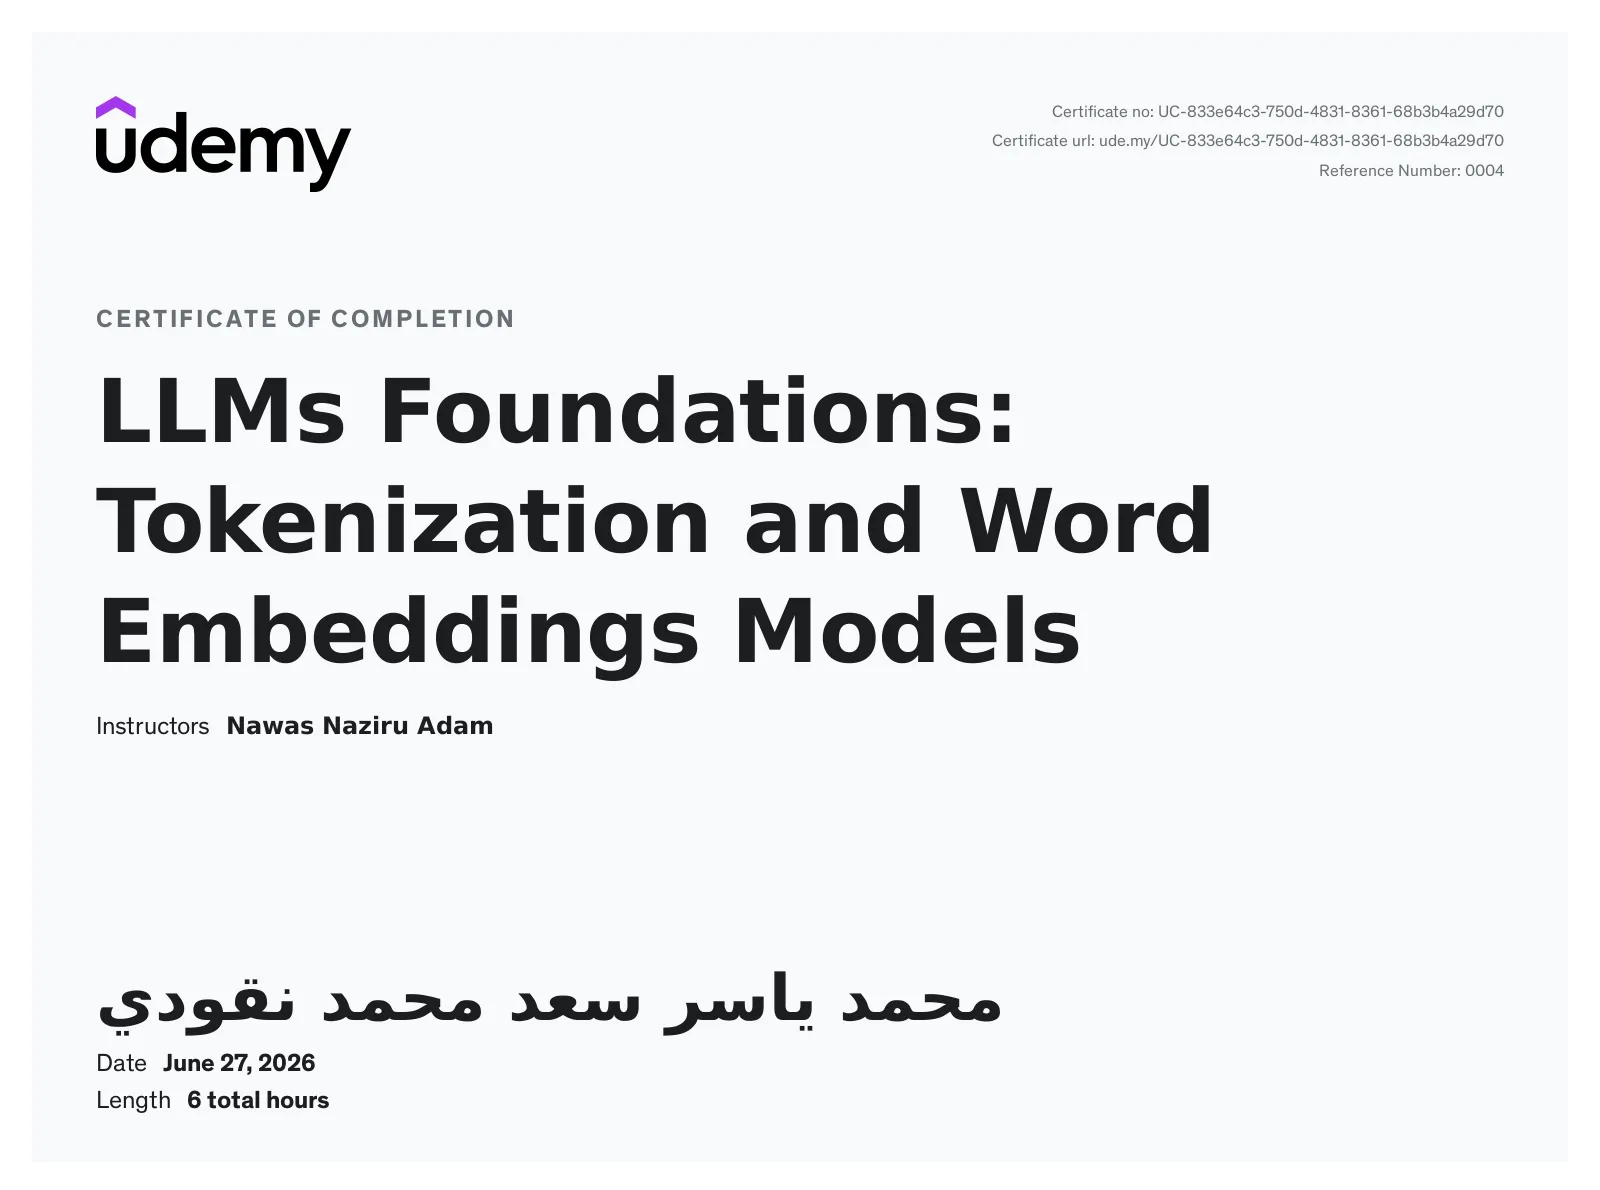 udemy
Certificate no: UC-833e64c3-750d-4831-8361-68b3b4a29d70
Certificate url: ude.my/UC-833e64c3-750d-4831-8361-68b3b4a29d70
Reference Number: 0004
CERTIFICATE OF COMPLETION
LLMs Foundations:
Tokenization and Word
Embeddings Models
Instructors Nawas Naziru Adam
محمد ياسر سعد محمد نقودي
Date June 27, 2026
Length 6 total hours